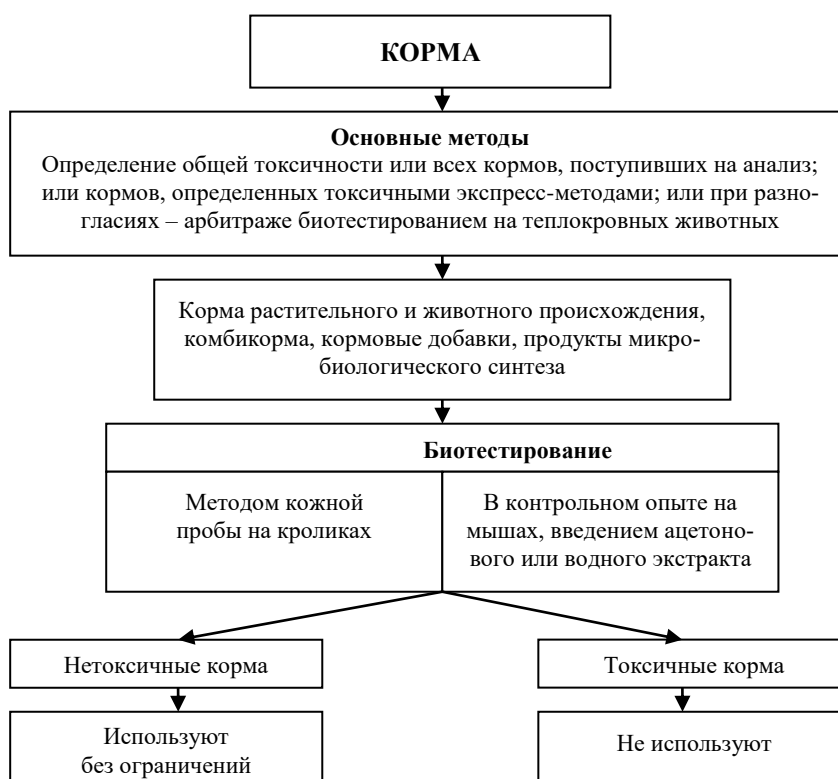 КОРМА
Основные методы
Определение общей токсичности или всех кормов, поступивших на анализ;
или кормов, определенных токсичными экспресс-методами; или при разно-
гласиях – арбитраже биотестированием на теплокровных животных
Корма растительного и животного происхождения,
комбикорма, кормовые добавки, продукты микро-
биологического синтеза
Биотестирование
Методом кожной
пробы на кроликах
В контрольном опыте на
мышах, введением ацетоно-
вого или водного экстракта
Нетоксичные корма
Токсичные корма
Используют
без ограничений
Не используют